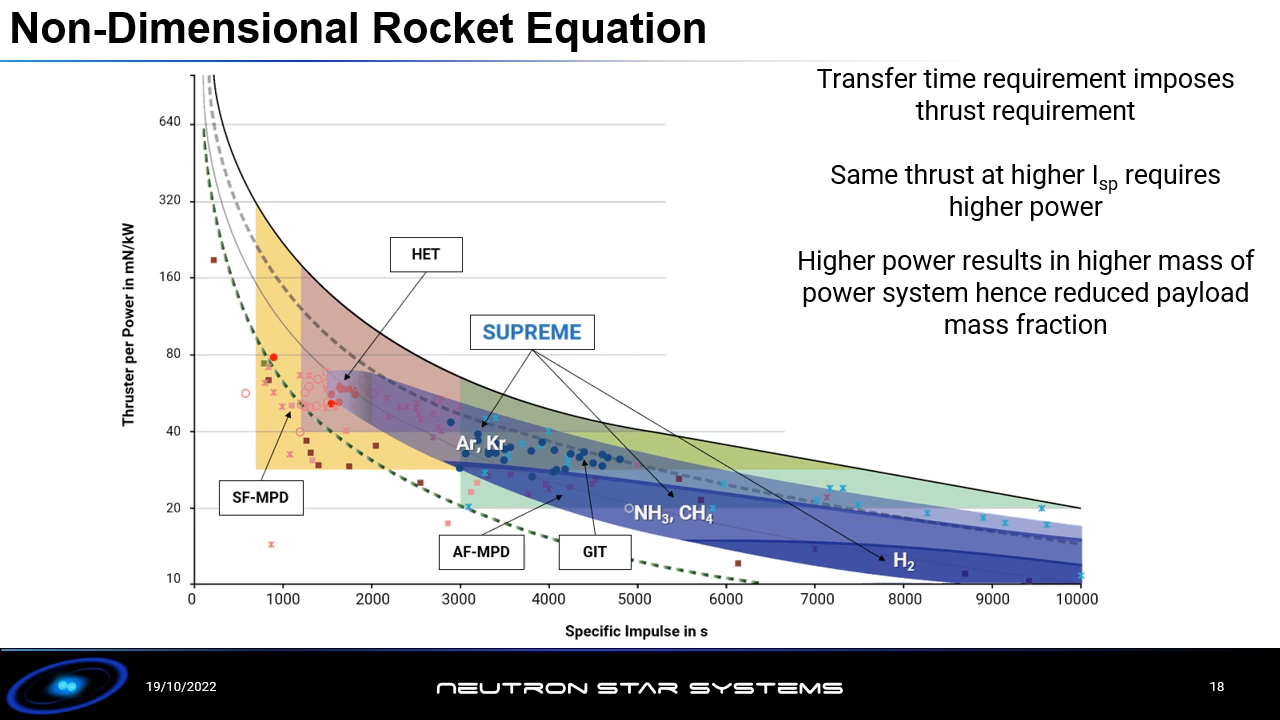 Non-Dimensional Rocket Equation
Transfer time requirement imposes
thrust requirement
Same thrust at higher Isp requires
higher power
Higher power results in higher mass of
power system hence reduced payload
mass fraction
Thruster per Power in mN/kW
640
320
160
80
40
20
10
HET
SUPREME
Ar, Kr
SF-MPD
NH3, CH4
AF-MPD
GIT
H2
0 1000 2000 3000 4000 5000 6000 7000 8000 9000 10000
Specific Impulse in s
19/10/2022
NEUTRON STAR SYSTEMS
18